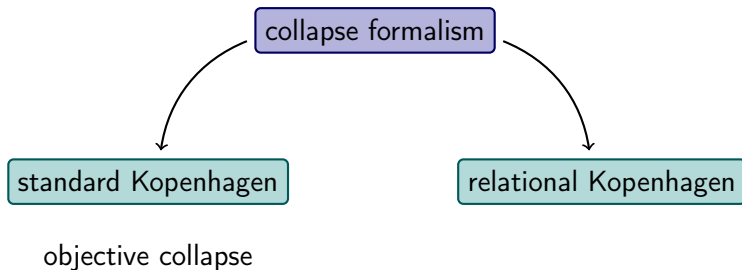 collapse formalism
standard Kopenhagen
relational Kopenhagen
objective collapse